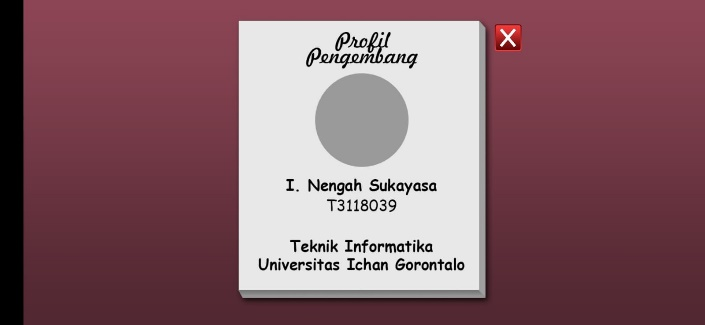 Profil
Pengembang
I. Nengah Sukayasa
T3118039
Teknik Informatika
Universitas Ichan Gorontalo